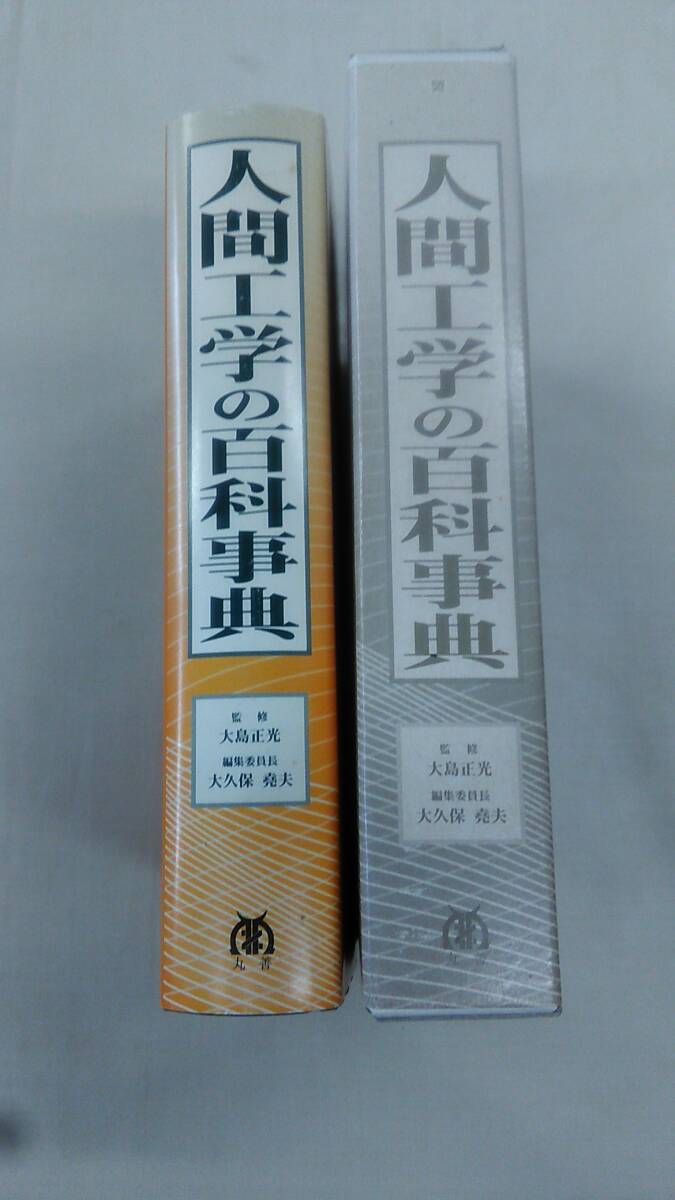 人間工学の百科事典
監修
大島正光
編集委員長
大久保 堯夫
丸善
人間工学の百科事典
監修
大島正光
編集委員長
大久保 堯夫
丸善